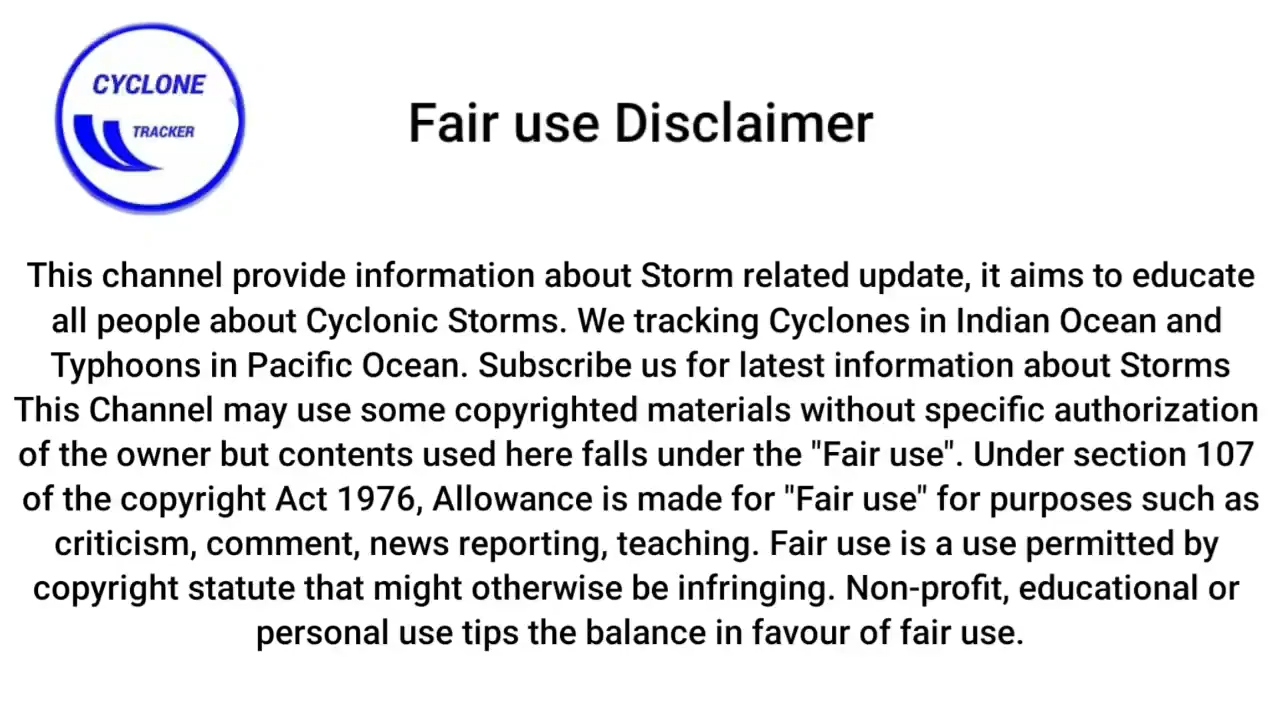 CYCLONE
TRACKER
Fair use Disclaimer
This channel provide information about Storm related update, it aims to educate
all people about Cyclonic Storms. We tracking Cyclones in Indian Ocean and
Typhoons in Pacific Ocean. Subscribe us for latest information about Storms
This Channel may use some copyrighted materials without specific authorization
of the owner but contents used here falls under the "Fair use". Under section 107
of the copyright Act 1976, Allowance is made for "Fair use" for purposes such as
criticism, comment, news reporting, teaching. Fair use is a use permitted by
copyright statute that might otherwise be infringing. Non-profit, educational or
personal use tips the balance in favour of fair use.